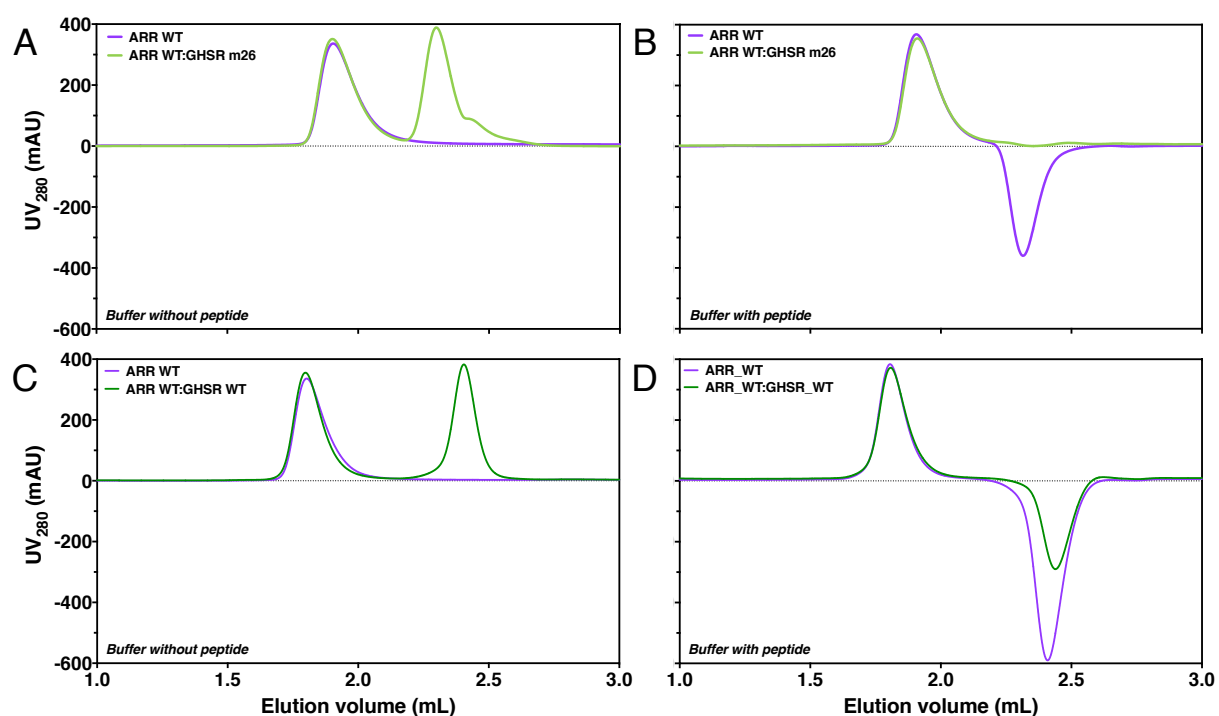 A
ARR WT
ARR WT:GHSR m26
400
200
0
-200
-400
-600
UV280 (mAU)
Buffer without peptide
B
ARR WT
ARR WT:GHSR m26
Buffer with peptide
C
ARR WT
ARR WT:GHSR WT
400
200
0
-200
-400
-600
UV280 (mAU)
Buffer without peptide
1.0 1.5 2.0 2.5 3.0
Elution volume (mL)
D
ARR_WT
ARR_WT:GHSR_WT
Buffer with peptide
1.0 1.5 2.0 2.5 3.0
Elution volume (mL)